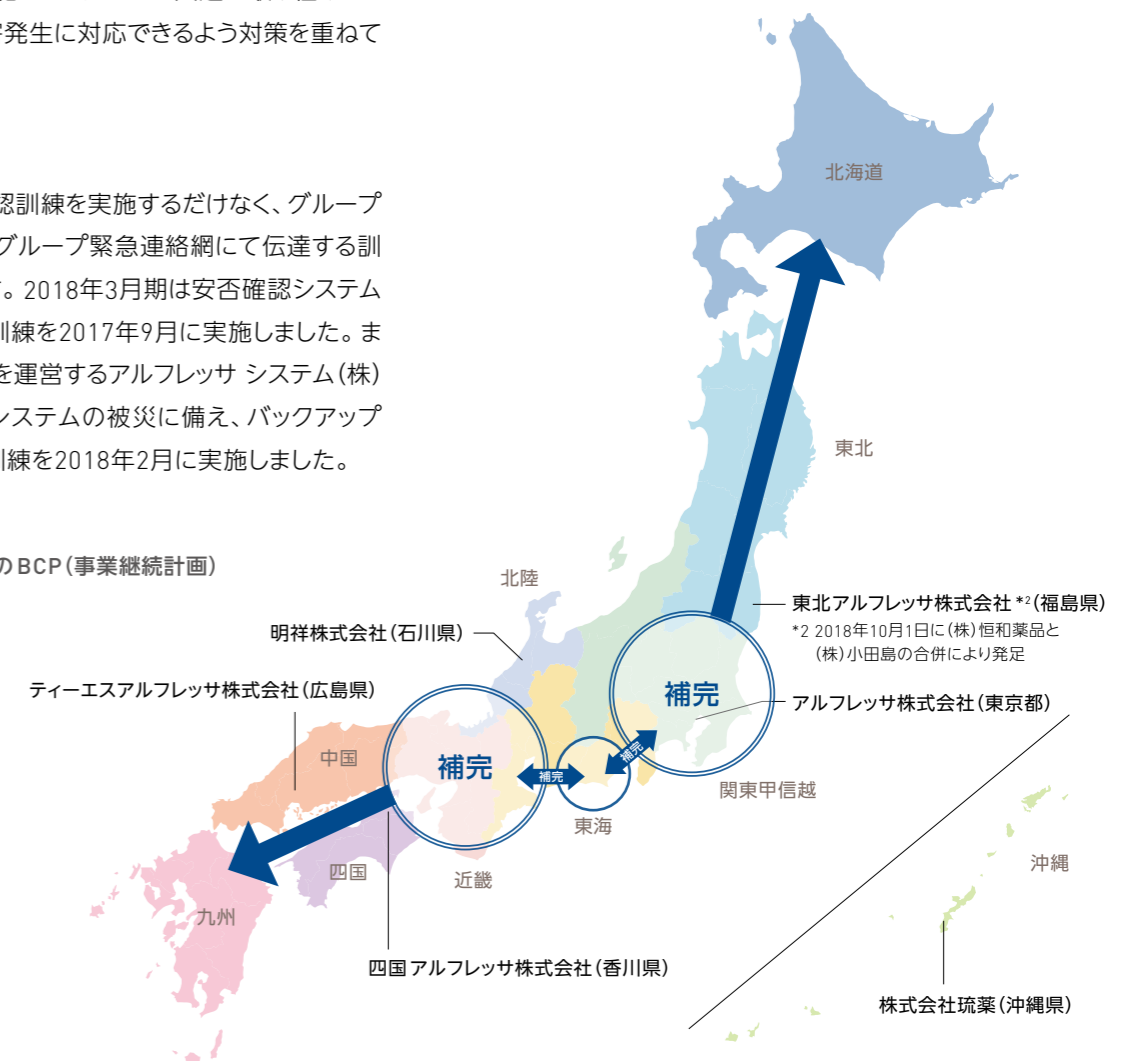 発生に対応できるよう対策を重ねて
認訓練を実施するだけなく、グループ
グループ緊急連絡網にて伝達する訓
。2018年3月期は安否確認システム
訓練を2017年9月に実施しました。ま
を運営するアルフレッサ システム(株)
システムの被災に備え、バックアップ
訓練を2018年2月に実施しました。
のBCP(事業継続計画)
北海道
東北
北陸
東北アルフレッサ株式会社*2(福島県)
*2 2018年10月1日に(株)恒和薬品と
(株)小田島の合併により発足
明祥株式会社(石川県)
ティーエスアルフレッサ株式会社(広島県)
補完
アルフレッサ株式会社(東京都)
中国
補完
補完
補完
関東甲信越
東海
四国
近畿
九州
沖縄
四国アルフレッサ株式会社(香川県)
株式会社琉薬(沖縄県)